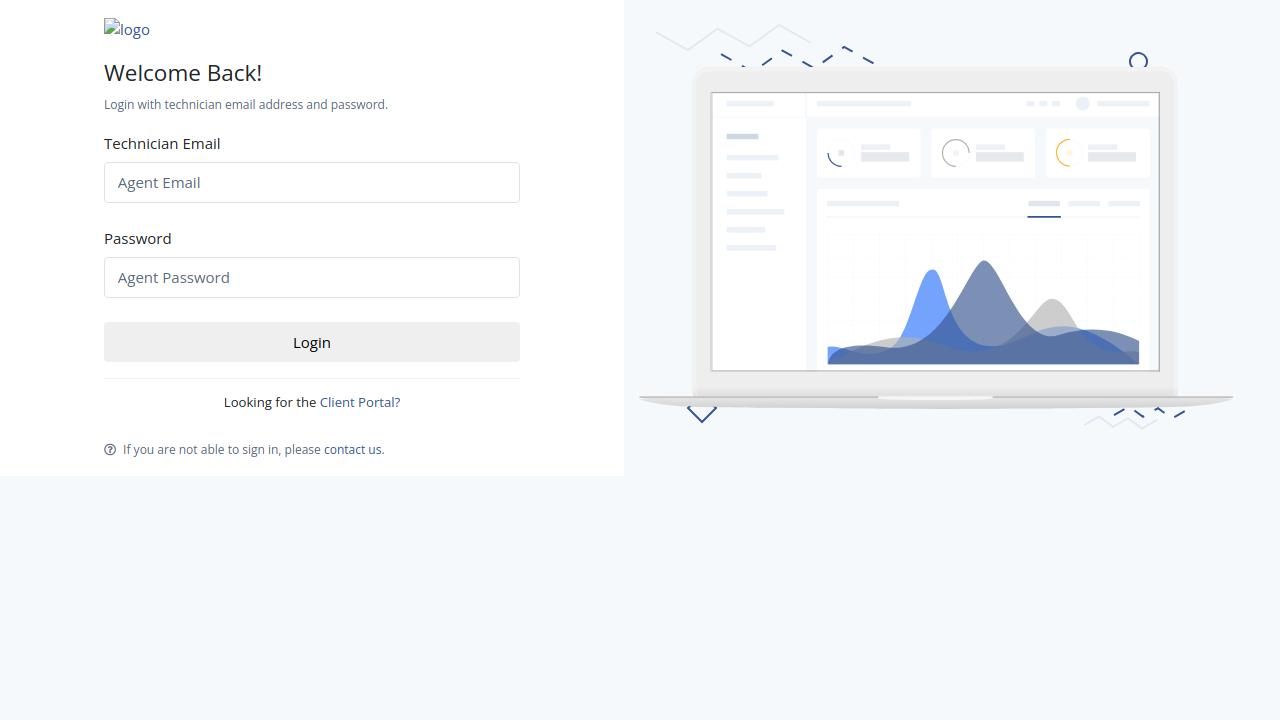 logo
Welcome Back!
Login with technician email address and password.
Technician Email
Agent Email
Password
Agent Password
Login
Looking for the Client Portal?
If you are not able to sign in, please contact us.